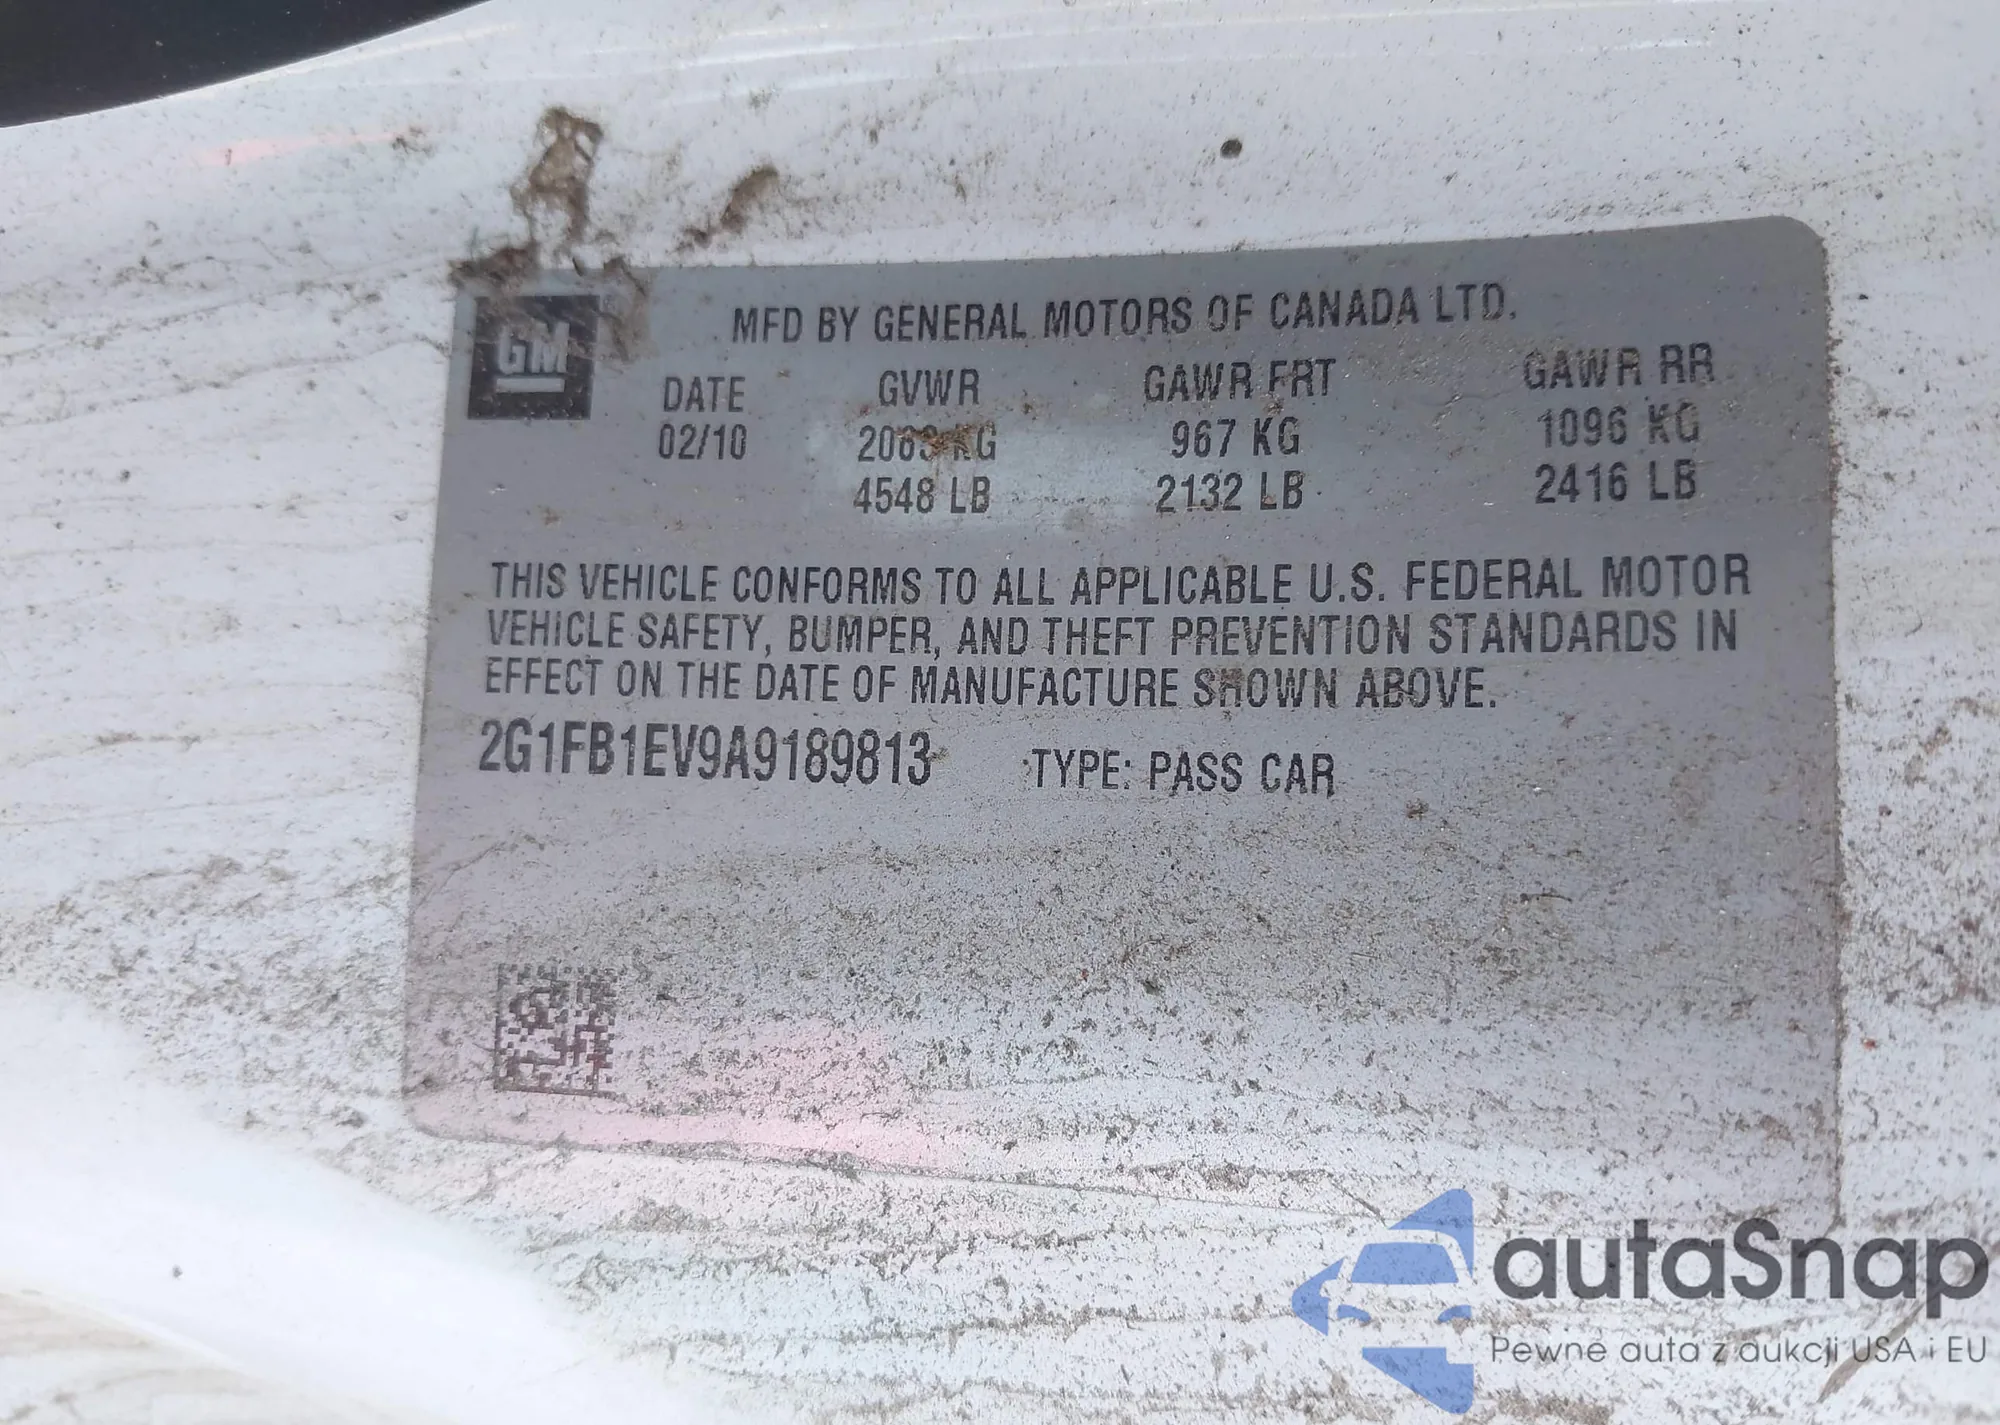 GM
MFD BY GENERAL MOTORS OF CANADA LTD.
DATE GVWR GAWR FRT GAWR RR
02/10 2063 KG 967 KG 1096 KG
4548 LB 2132 LB 2416 LB
THIS VEHICLE CONFORMS TO ALL APPLICABLE U.S. FEDERAL MOTOR
VEHICLE SAFETY, BUMPER, AND THEFT PREVENTION STANDARDS IN
EFFECT ON THE DATE OF MANUFACTURE SHOWN ABOVE.
2G1FB1EV9A9189813 TYPE: PASS CAR
autaSnap
Pewne auta z aukcji USA i EU